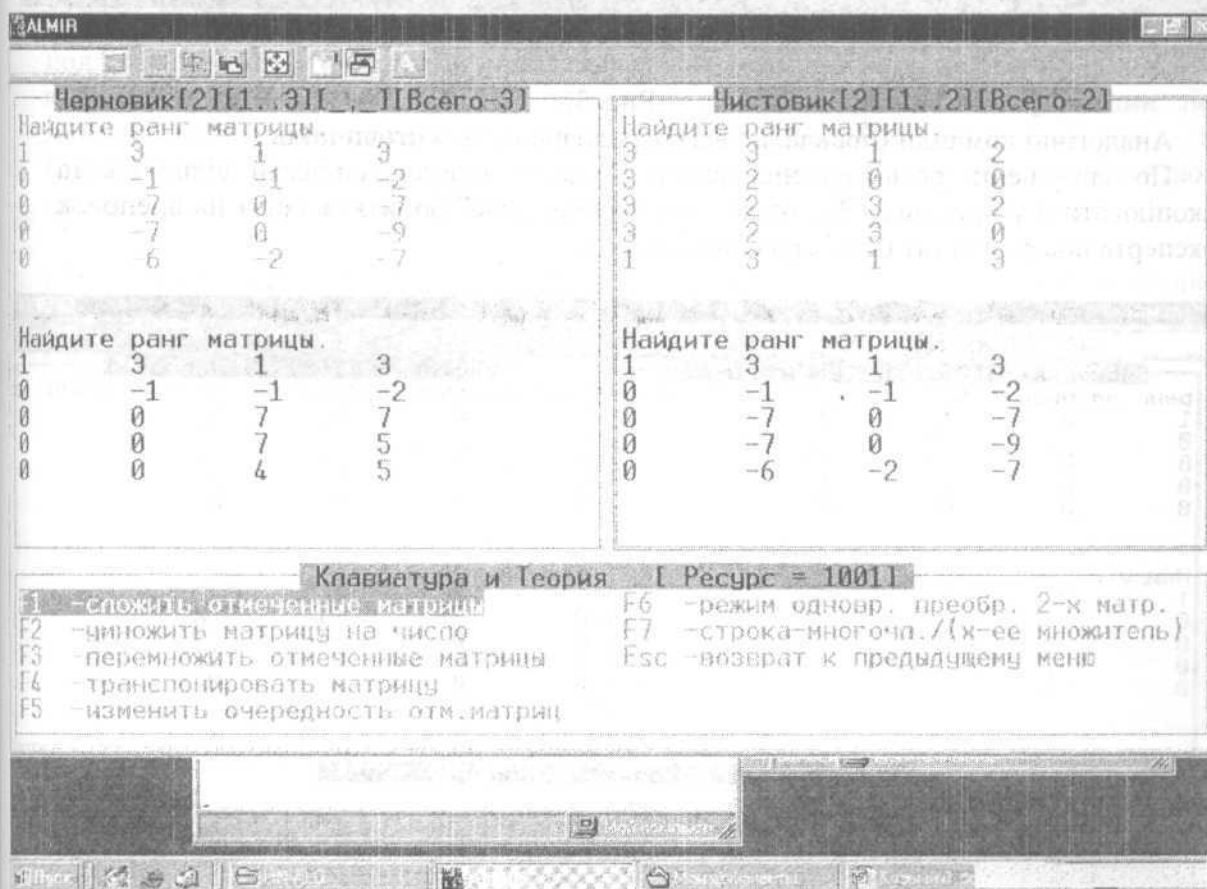 ALMIR
Черновик[2][1..3][_,_][Всего-3]
Найдите ранг матрицы.
1 3 1 3
0 -1 -1 -2
0 -7 0 -7
0 -7 0 -9
0 -6 -2 -7
Найдите ранг матрицы.
1 3 1 3
0 -1 -1 -2
0 0 7 7
0 0 7 5
0 0 4 5
Чистовик[2][1..2][Всего-2]
Найдите ранг матрицы.
3 3 1 2
3 2 0 0
3 2 3 2
3 2 3 0
1 3 1 3
Найдите ранг матрицы.
1 3 1 3
0 -1 -1 -2
0 -7 0 -7
0 -7 0 -9
0 -6 -2 -7
Клавиатура и Теория [ Ресурс = 1001]
F1 -сложить отмеченные матрицы
F2 -умножить матрицу на число
F3 -перемножить отмеченные матрицы
F4 -транспонировать матрицу
F5 -изменить очередность отм.матриц
F6 -режим одновр. преобр. 2-х матр.
F7 -строка-многочл./(x-ее множитель)
Esc -возврат к предыдущему меню